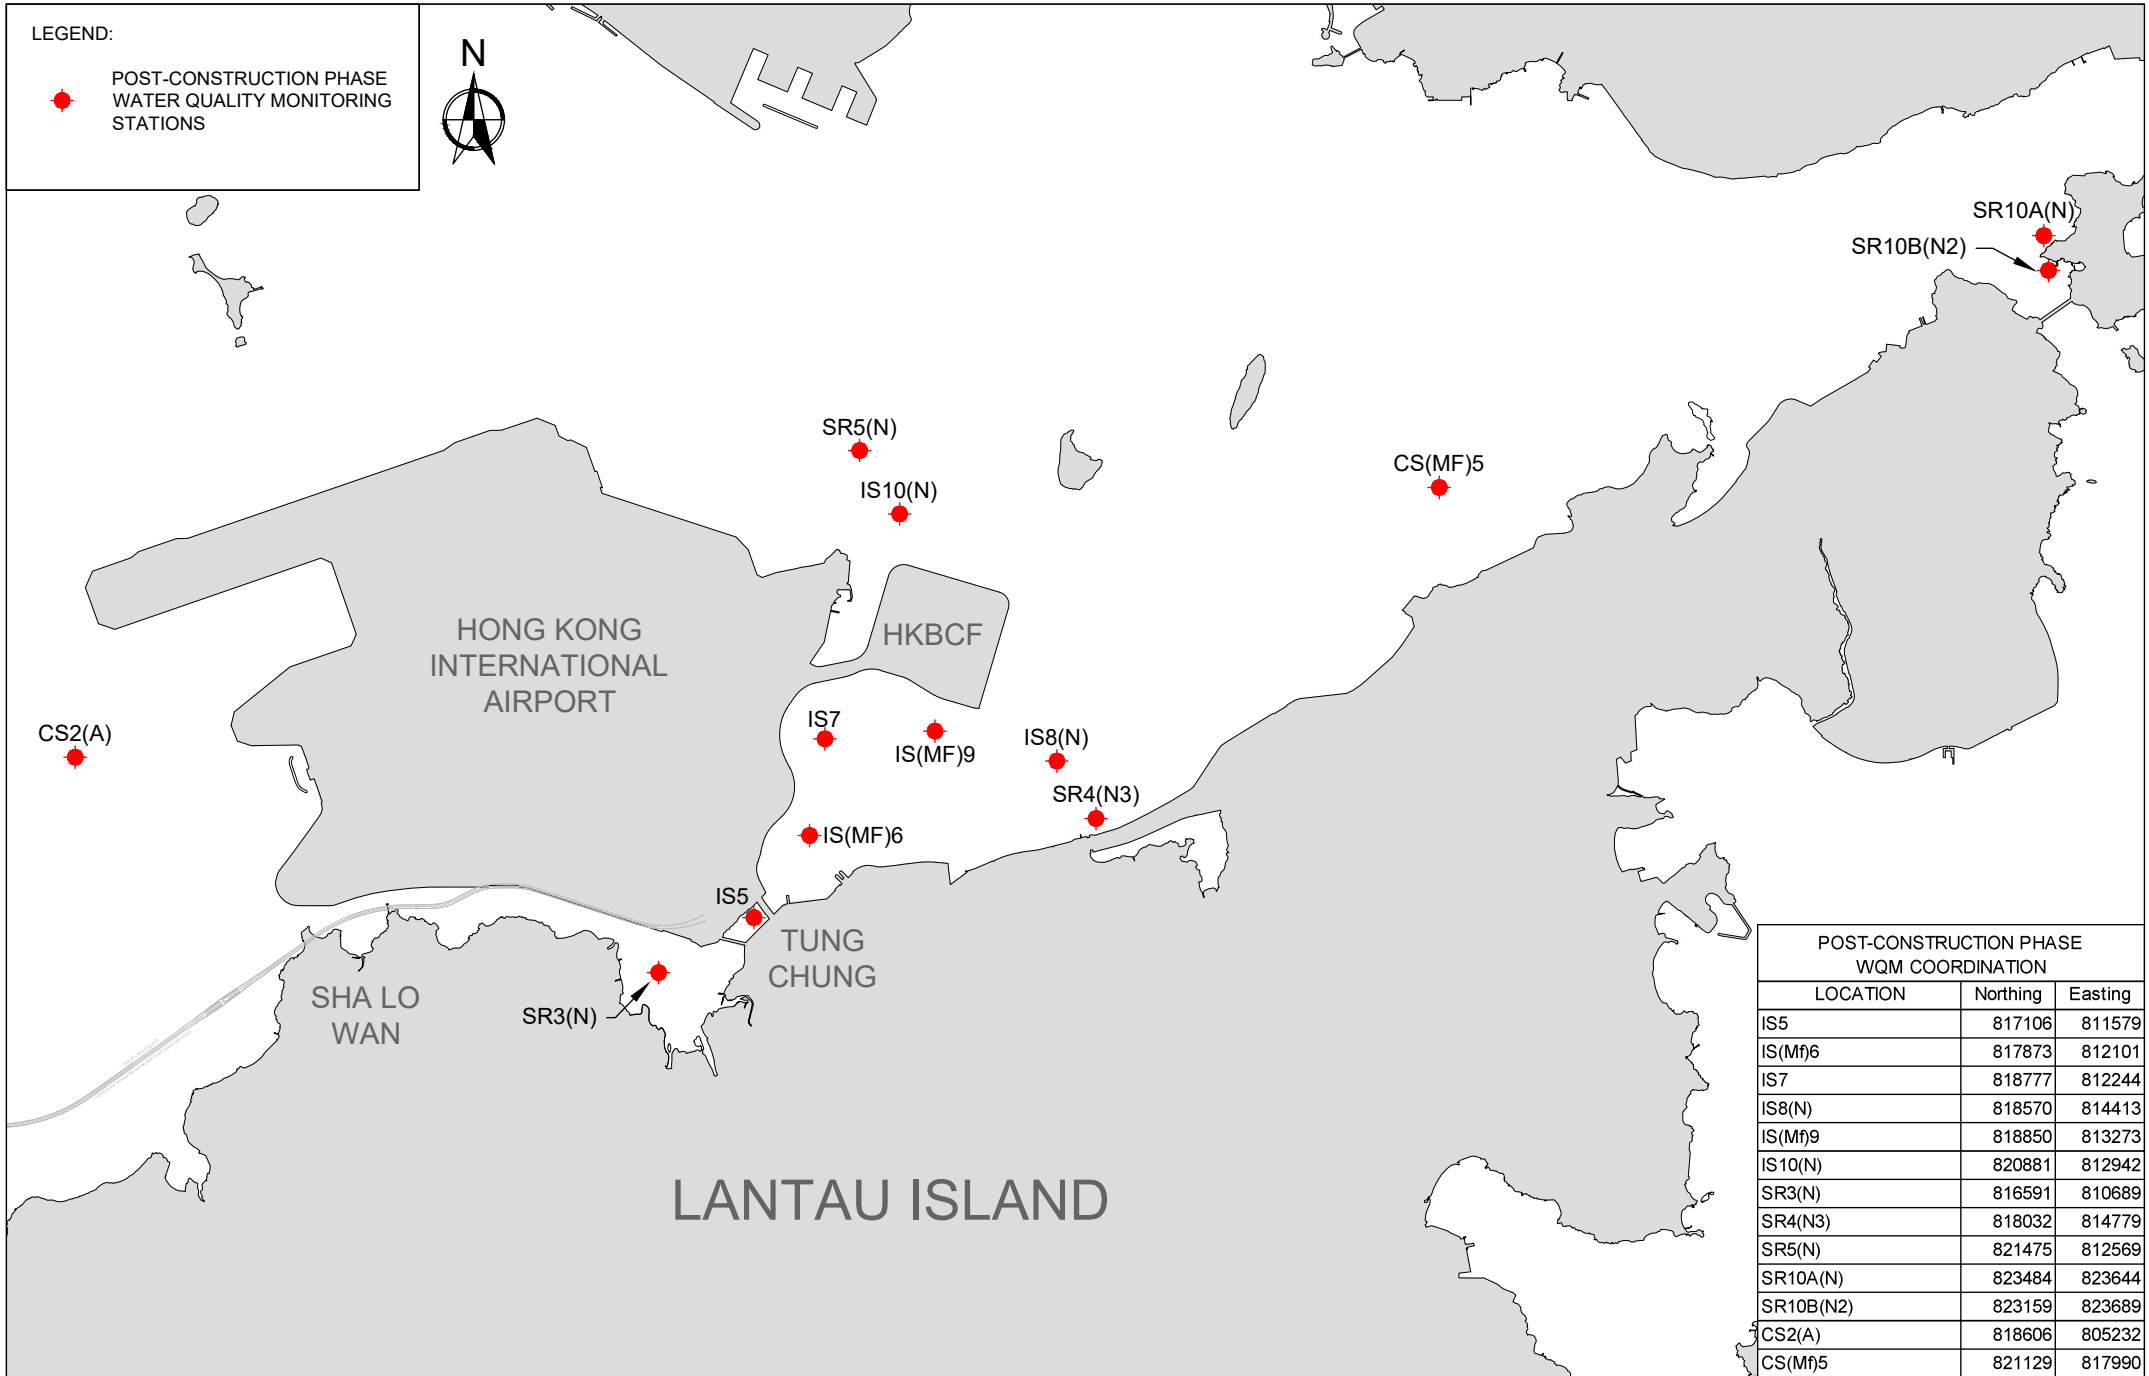 LEGEND:
POST-CONSTRUCTION PHASE
WATER QUALITY MONITORING
STATIONS
N
SR10A(N)
SR10B(N2)
SR5(N)
CS(MF)5
IS10(N)
HONG KONG
INTERNATIONAL
AIRPORT
HKBCF
CS2(A)
IS7
IS(MF)9
IS8(N)
SR4(N3)
IS(MF)6
IS5
TUNG
CHUNG
SHA LO
WAN
SR3(N)
LANTAU ISLAND
POST-CONSTRUCTION PHASE
WQM COORDINATION
LOCATION Northing Easting
IS5 817106 811579
IS(Mf)6 817873 812101
IS7 818777 812244
IS8(N) 818570 814413
IS(Mf)9 818850 813273
IS10(N) 820881 812942
SR3(N) 816591 810689
SR4(N3) 818032 814779
SR5(N) 821475 812569
SR10A(N) 823484 823644
SR10B(N2) 823159 823689
CS2(A) 818606 805232
CS(Mf)5 821129 817990